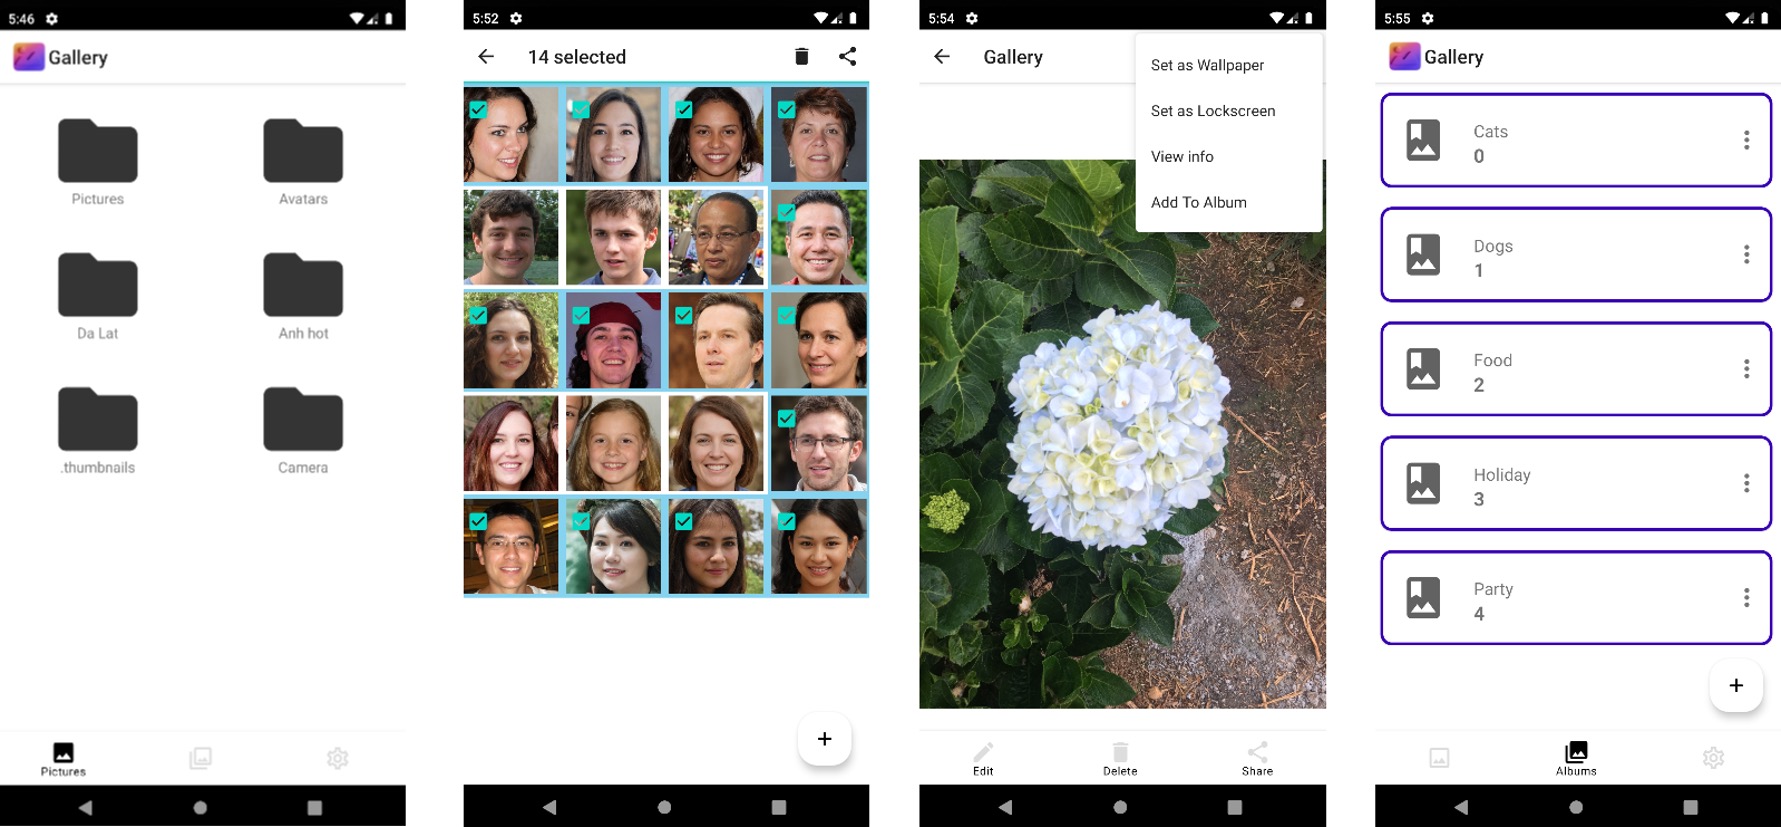 5:46
Gallery
Pictures
Avatars
Da Lat
Anh hot
.thumbnails
Camera
Pictures
5:52
14 selected
5:54
Gallery
Set as Wallpaper
Set as Lockscreen
View info
Add To Album
Edit
Delete
Share
5:55
Gallery
Cats
0
Dogs
1
Food
2
Holiday
3
Party
4
Albums